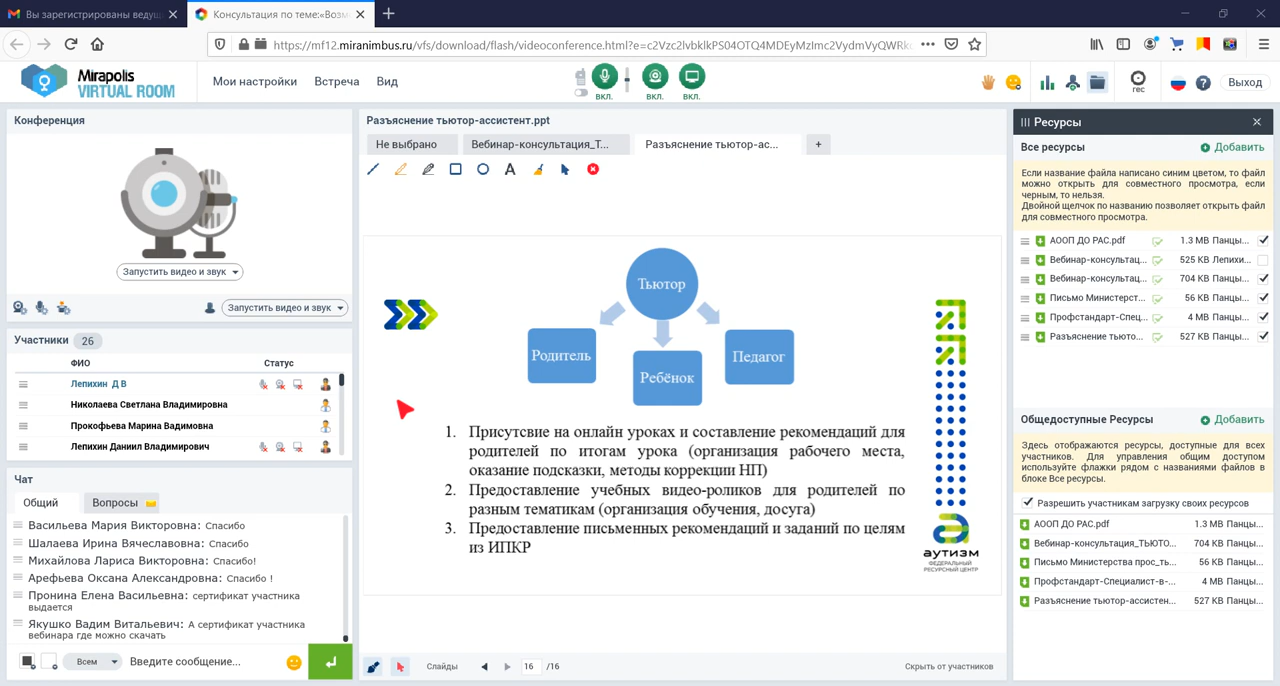 Вы зарегистрированы ведущ
Консультация по теме:«Возм
https://mf12.miranimbus.ru/vfs/download/flash/videoconference.html?e=c2Vzc2lvbklkPS04OTQ4MDEyMzImc2VydmVyQWRk
Mirapolis
VIRTUAL ROOM
Мои настройки
Встреча
Вид
вкл.
вкл.
вкл.
rec
Выход
Конференция
Запустить видео и звук
Запустить видео и звук
Участники 26
ФИО Статус
Лепихин Д В
Николаева Светлана Владимировна
Прокофьева Марина Вадимовна
Лепихин Даниил Владимирович
Чат
Общий
Вопросы
Васильева Мария Викторовна: Спасибо
Шалаева Ирина Вячеславовна: Спасибо
Михайлова Лариса Викторовна: Спасибо!
Арефьева Оксана Александровна: Спасибо !
Пронина Елена Васильевна: сертификат участника
выдается
Якушко Вадим Витальевич: А сертификат участника
вебинара где можно скачать
Всем
Введите сообщение...
Разъяснение тьютор-ассистент.ppt
Не выбрано
Вебинар-консультация_Т...
Разъяснение тьютор-ас...
+
A
Тьютор
Родитель
Ребёнок
Педагог
1. Присутсвие на онлайн уроках и составление рекомендаций для
родителей по итогам урока (организация рабочего места,
оказание подсказки, методы коррекции НП)
2. Предоставление учебных видео-роликов для родителей по
разным тематикам (организация обучения, досуга)
3. Предоставление письменных рекомендаций и заданий по целям
из ИПКР
аутизм
ФЕДЕРАЛЬНЫЙ
РЕСУРСНЫЙ ЦЕНТР
Слайды
16 /16
Скрыть от участников
Ресурсы
Все ресурсы
Добавить
Если название файла написано синим цветом, то файл
можно открыть для совместного просмотра, если
черным, то нельзя.
Двойной щелчок по названию позволяет открыть файл
для совместного просмотра.
АООП ДО РАС.pdf 1.3 MB Панцы...
Вебинар-консультац... 525 KB Лепихи...
Вебинар-консультац... 704 KB Панцы...
Письмо Министерст... 56 KB Панцы...
Профстандарт-Спец... 4 MB Панцы...
Разъяснение тьюто... 527 KB Панцы...
Общедоступные Ресурсы
Добавить
Здесь отображаются ресурсы, доступные для всех
участников. Для управления общим доступом
используйте флажки рядом с названиями файлов в
блоке Все ресурсы.
Разрешить участникам загрузку своих ресурсов
АООП ДО РАС.pdf 1.3 MB Панцы...
Вебинар-консультация_ТЬЮТО... 704 KB Панцы...
Письмо Министерства прос_ть... 56 KB Панцы...
Профстандарт-Специалист-в-... 4 MB Панцы...
Разъяснение тьютор-ассистен... 527 KB Панцы...